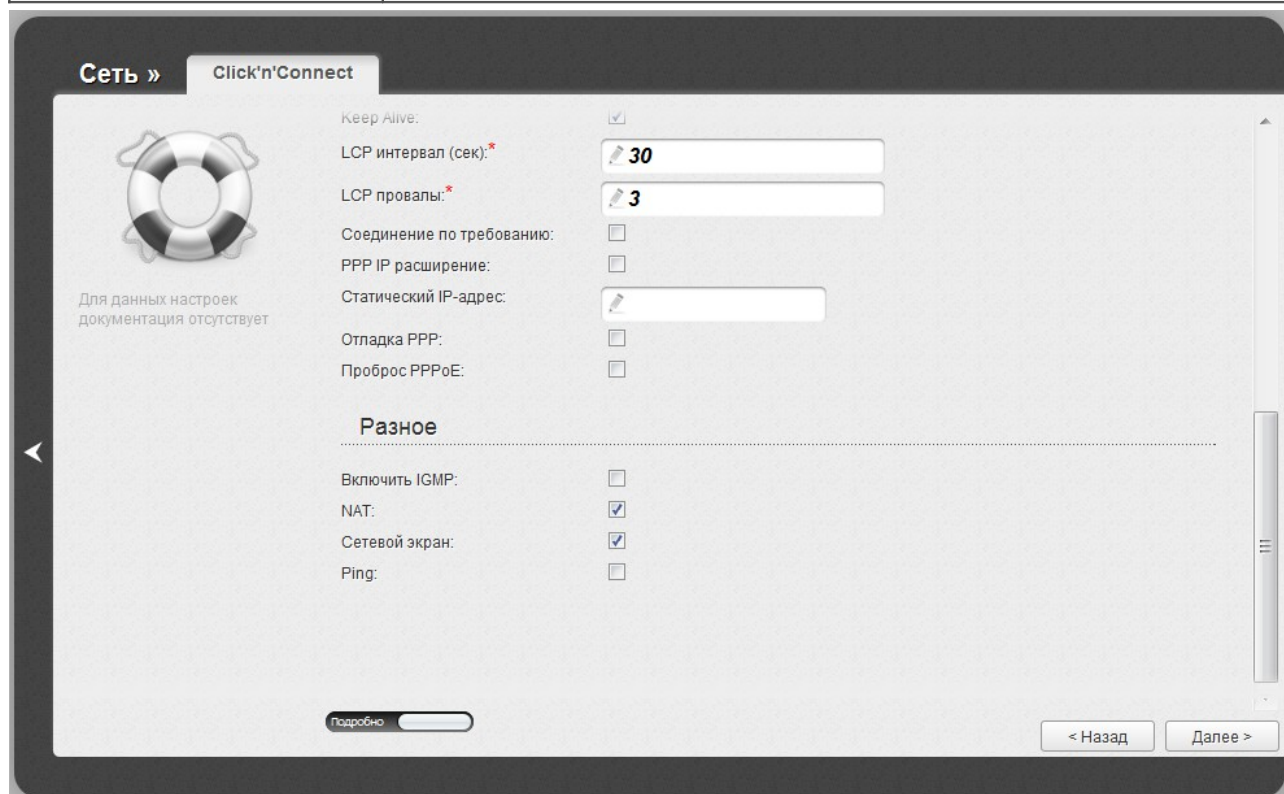 Сеть »
Click'n'Connect
Keep Alive:
LCP интервал (сек):*
30
LCP провалы:*
3
Соединение по требованию:
PPP IP расширение:
Статический IP-адрес:
Отладка PPP:
Проброс PPPoE:
Для данных настроек
документация отсутствует
Разное
Включить IGMP:
NAT:
Сетевой экран:
Ping:
Подробно
< Назад
Далее >